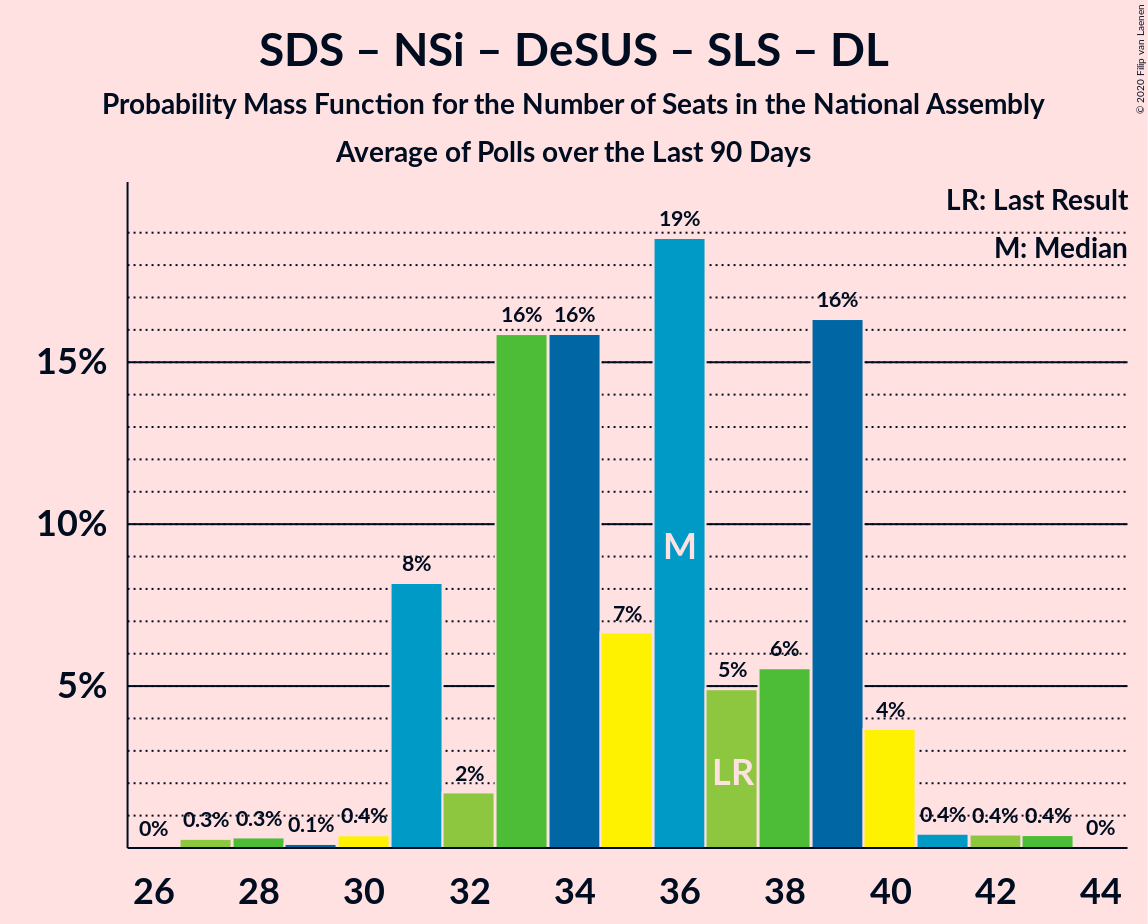 SDS – NSi – DeSUS – SLS – DL
Probability Mass Function for the Number of Seats in the National Assembly
Average of Polls over the Last 90 Days
© 2020 Filip van Laenen
LR: Last Result
M: Median
15%
10%
5%
0%
0.3%
0.3%
0.1%
0.4%
8%
2%
16%
16%
7%
19%
5%
6%
16%
4%
0.4%
0.4%
0.4%
0%
M
LR
26 28 30 32 34 36 38 40 42 44